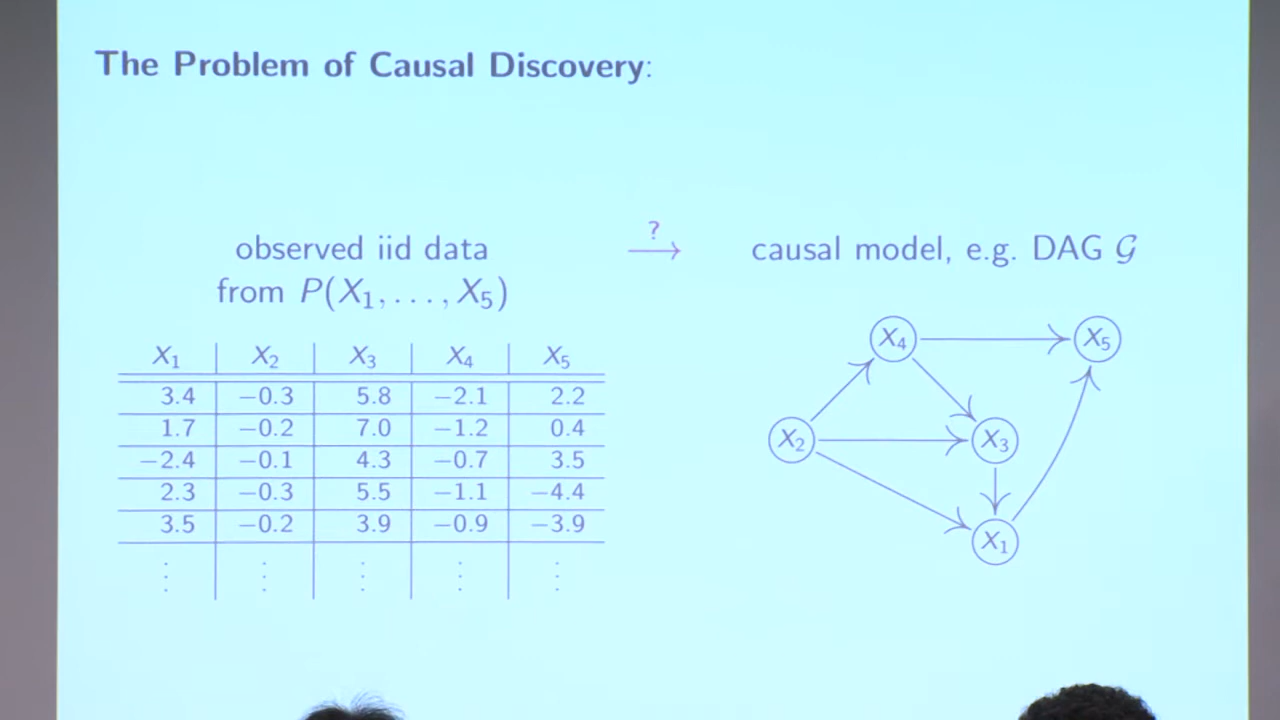 The Problem of Causal Discovery:
observed iid data
from P(X₁, . . . , X₅)
?
→
causal model, e.g. DAG 𝒢
X₁ X₂ X₃ X₄ X₅
3.4 −0.3 5.8 −2.1 2.2
1.7 −0.2 7.0 −1.2 0.4
−2.4 −0.1 4.3 −0.7 3.5
2.3 −0.3 5.5 −1.1 −4.4
3.5 −0.2 3.9 −0.9 −3.9
⋮ ⋮ ⋮ ⋮ ⋮
X₄ X₅
X₂ X₃
X₁